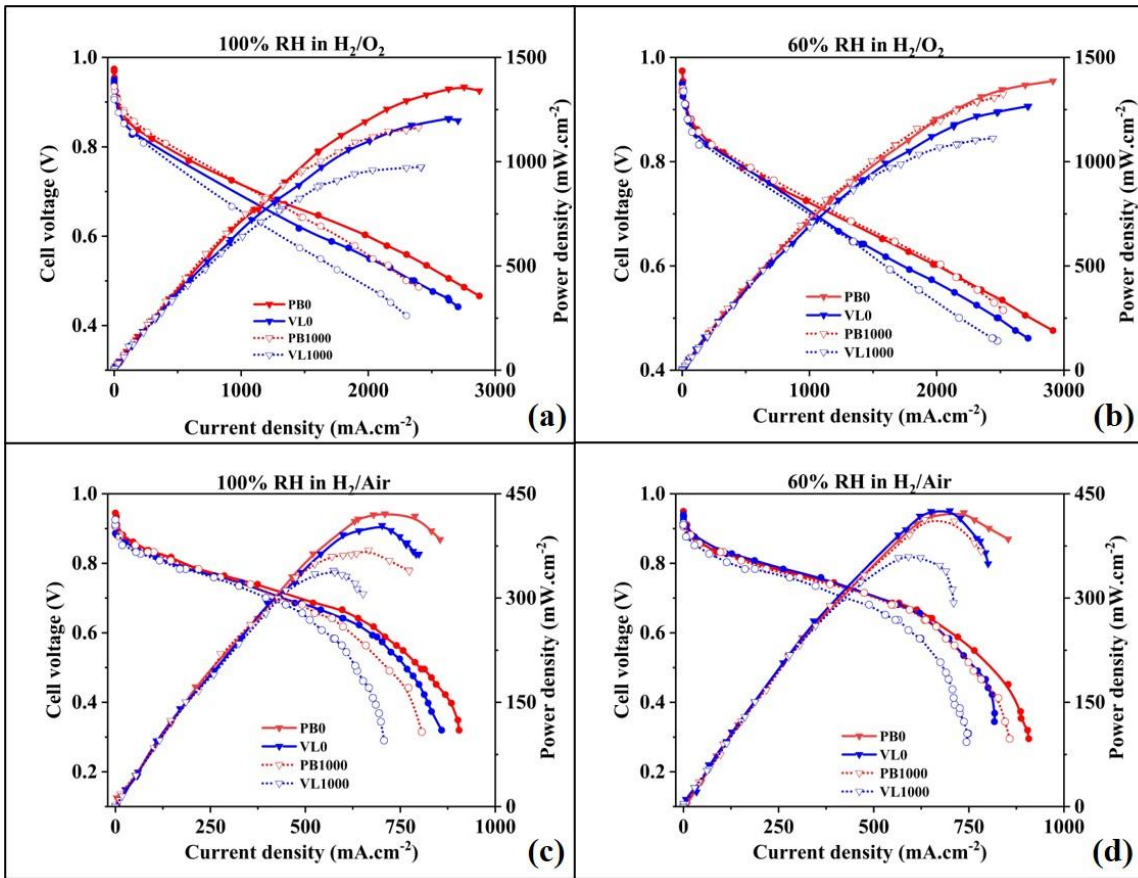 100% RH in H₂/O₂
1.0
0.8
0.6
0.4
Cell voltage (V)
1500
1000
500
0
Power density (mW.cm⁻²)
PB0
VL0
PB1000
VL1000
0 1000 2000 3000
Current density (mA.cm⁻²)
(a)
60% RH in H₂/O₂
1.0
0.8
0.6
0.4
Cell voltage (V)
1500
1000
500
0
Power density (mW.cm⁻²)
PB0
VL0
PB1000
VL1000
0 1000 2000 3000
Current density (mA.cm⁻²)
(b)
100% RH in H₂/Air
1.0
0.8
0.6
0.4
0.2
Cell voltage (V)
450
300
150
0
Power density (mW.cm⁻²)
PB0
VL0
PB1000
VL1000
0 250 500 750 1000
Current density (mA.cm⁻²)
(c)
60% RH in H₂/Air
1.0
0.8
0.6
0.4
0.2
Cell voltage (V)
450
300
150
0
Power density (mW.cm⁻²)
PB0
VL0
PB1000
VL1000
0 250 500 750 1000
Current density (mA.cm⁻²)
(d)